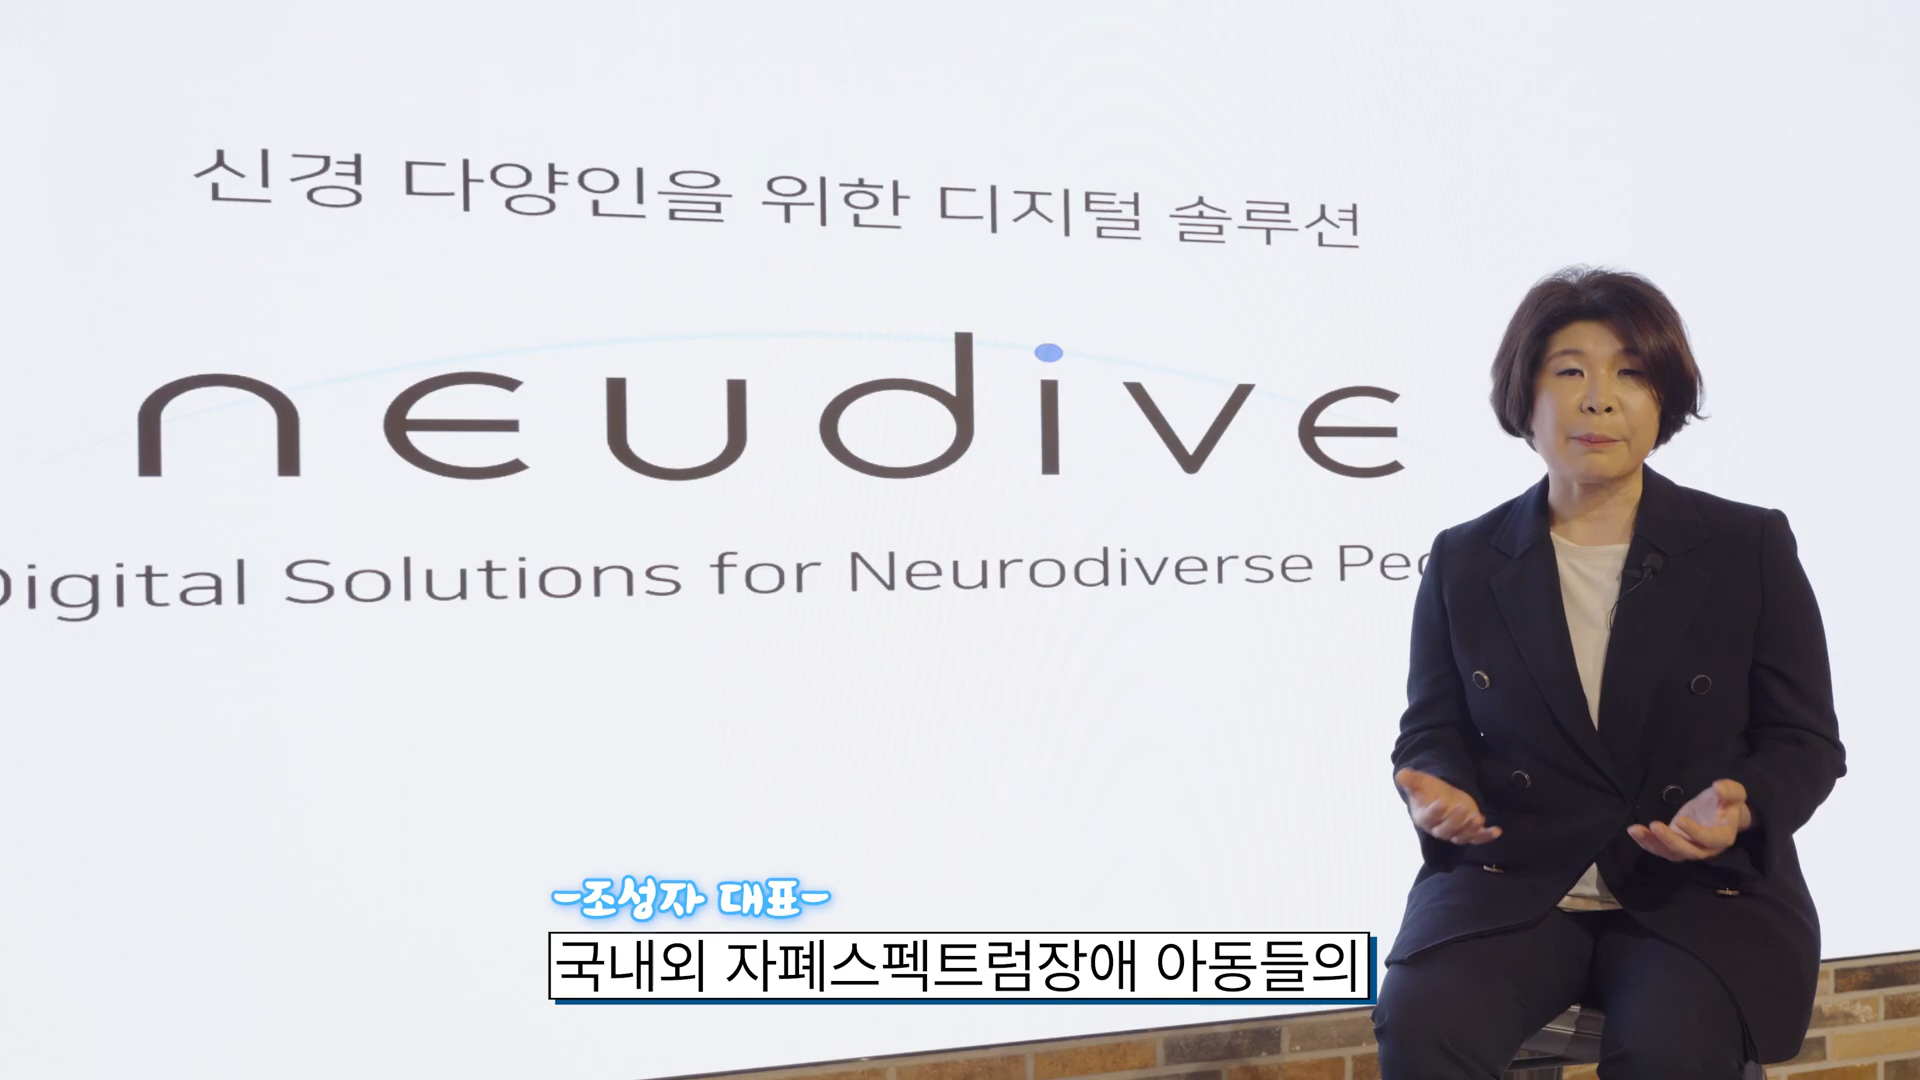 신경 다양인을 위한 디지털 솔루션
neudive
Digital Solutions for Neurodiverse
-조성자 대표-
국내외 자폐스펙트럼장애 아동들의